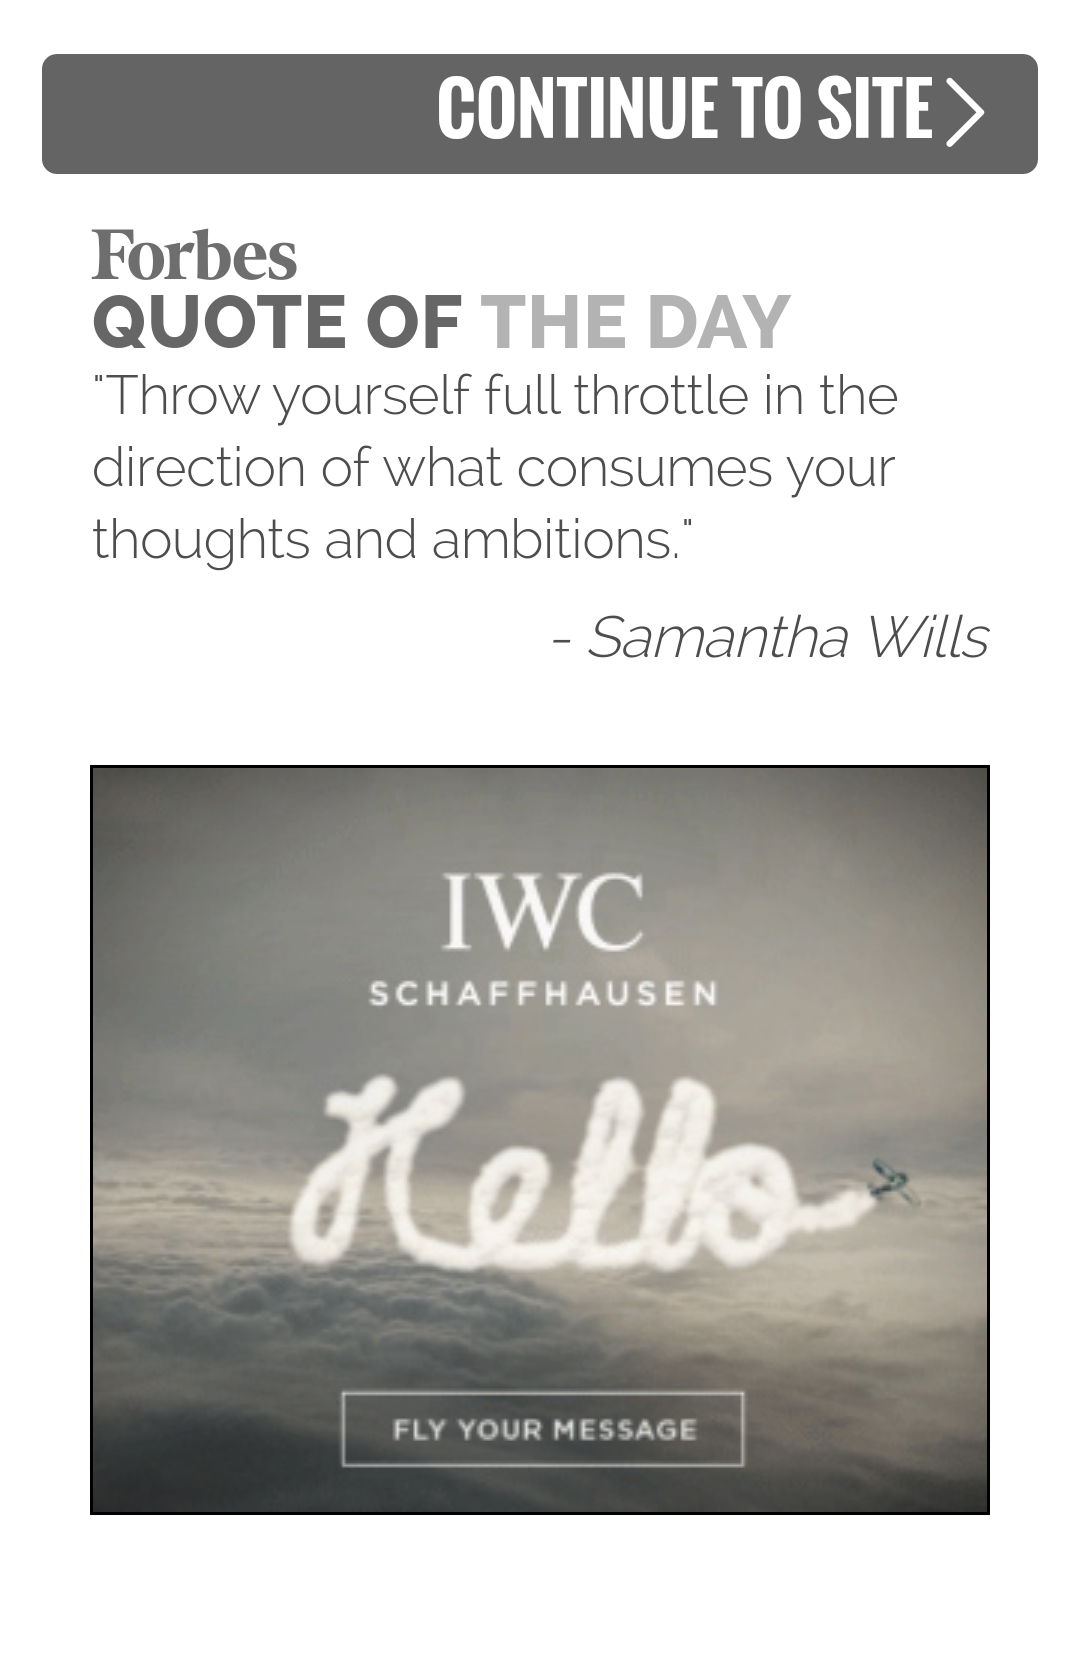 CONTINUE TO SITE
Forbes
QUOTE OF THE DAY
"Throw yourself full throttle in the
direction of what consumes your
thoughts and ambitions."
- Samantha Wills
IWC
SCHAFFHAUSEN
Hello
FLY YOUR MESSAGE